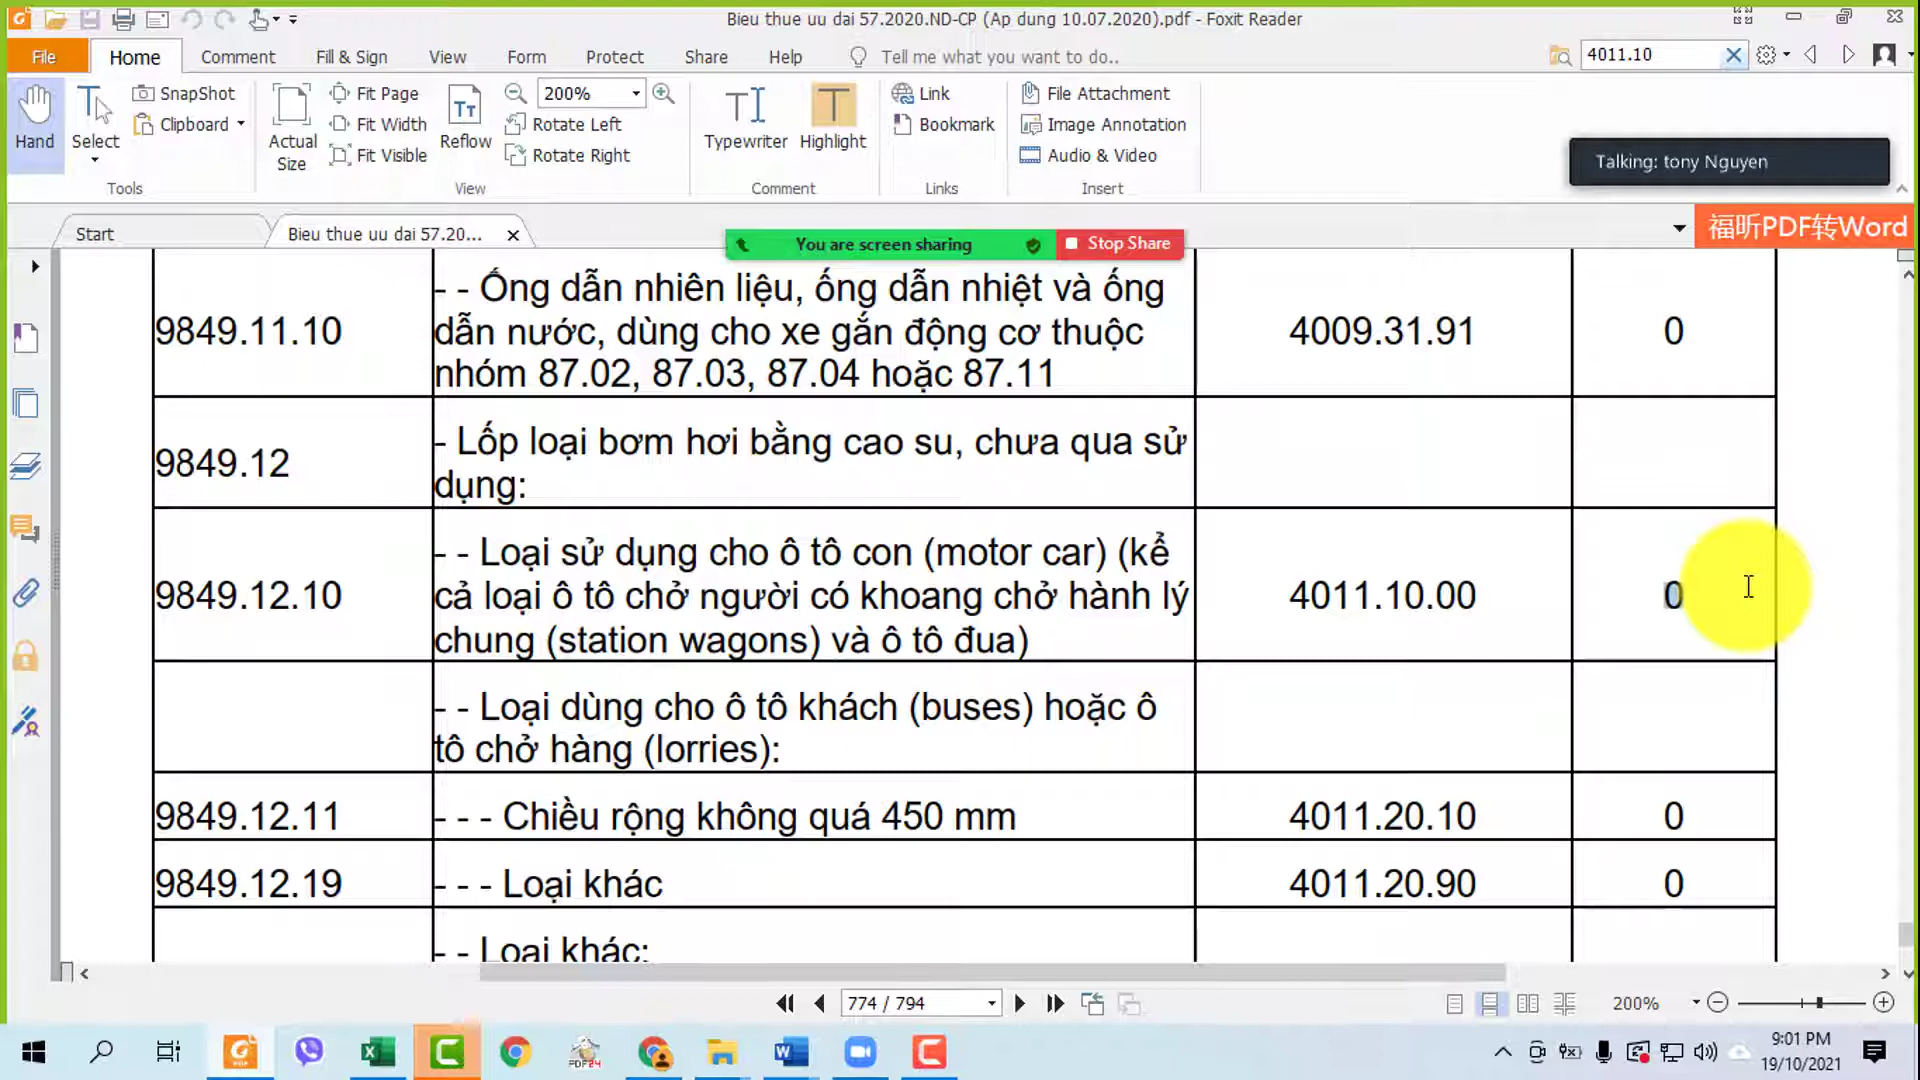 Bieu thue uu dai 57.2020.ND-CP (Ap dung 10.07.2020).pdf - Foxit Reader
File
Home
Comment
Fill & Sign
View
Form
Protect
Share
Help
Tell me what you want to do..
4011.10
Hand
Select
SnapShot
Clipboard
Tools
Actual
Size
Fit Page
Fit Width
Fit Visible
Reflow
200%
Rotate Left
Rotate Right
View
Typewriter
Highlight
Comment
Link
Bookmark
Links
File Attachment
Image Annotation
Audio & Video
Insert
Talking: tony Nguyen
Start
Bieu thue uu dai 57.20...
You are screen sharing
Stop Share
福昕PDF转Word
9849.11.10
- - Ống dẫn nhiên liệu, ống dẫn nhiệt và ống
dẫn nước, dùng cho xe gắn động cơ thuộc
nhóm 87.02, 87.03, 87.04 hoặc 87.11
4009.31.91
0
9849.12
- Lốp loại bơm hơi bằng cao su, chưa qua sử
dụng:
9849.12.10
- - Loại sử dụng cho ô tô con (motor car) (kể
cả loại ô tô chở người có khoang chở hành lý
chung (station wagons) và ô tô đua)
4011.10.00
0
- - Loại dùng cho ô tô khách (buses) hoặc ô
tô chở hàng (lorries):
9849.12.11
- - - Chiều rộng không quá 450 mm
4011.20.10
0
9849.12.19
- - - Loại khác
4011.20.90
0
- - Loại khác:
774 / 794
200%
PDF24
9:01 PM
19/10/2021